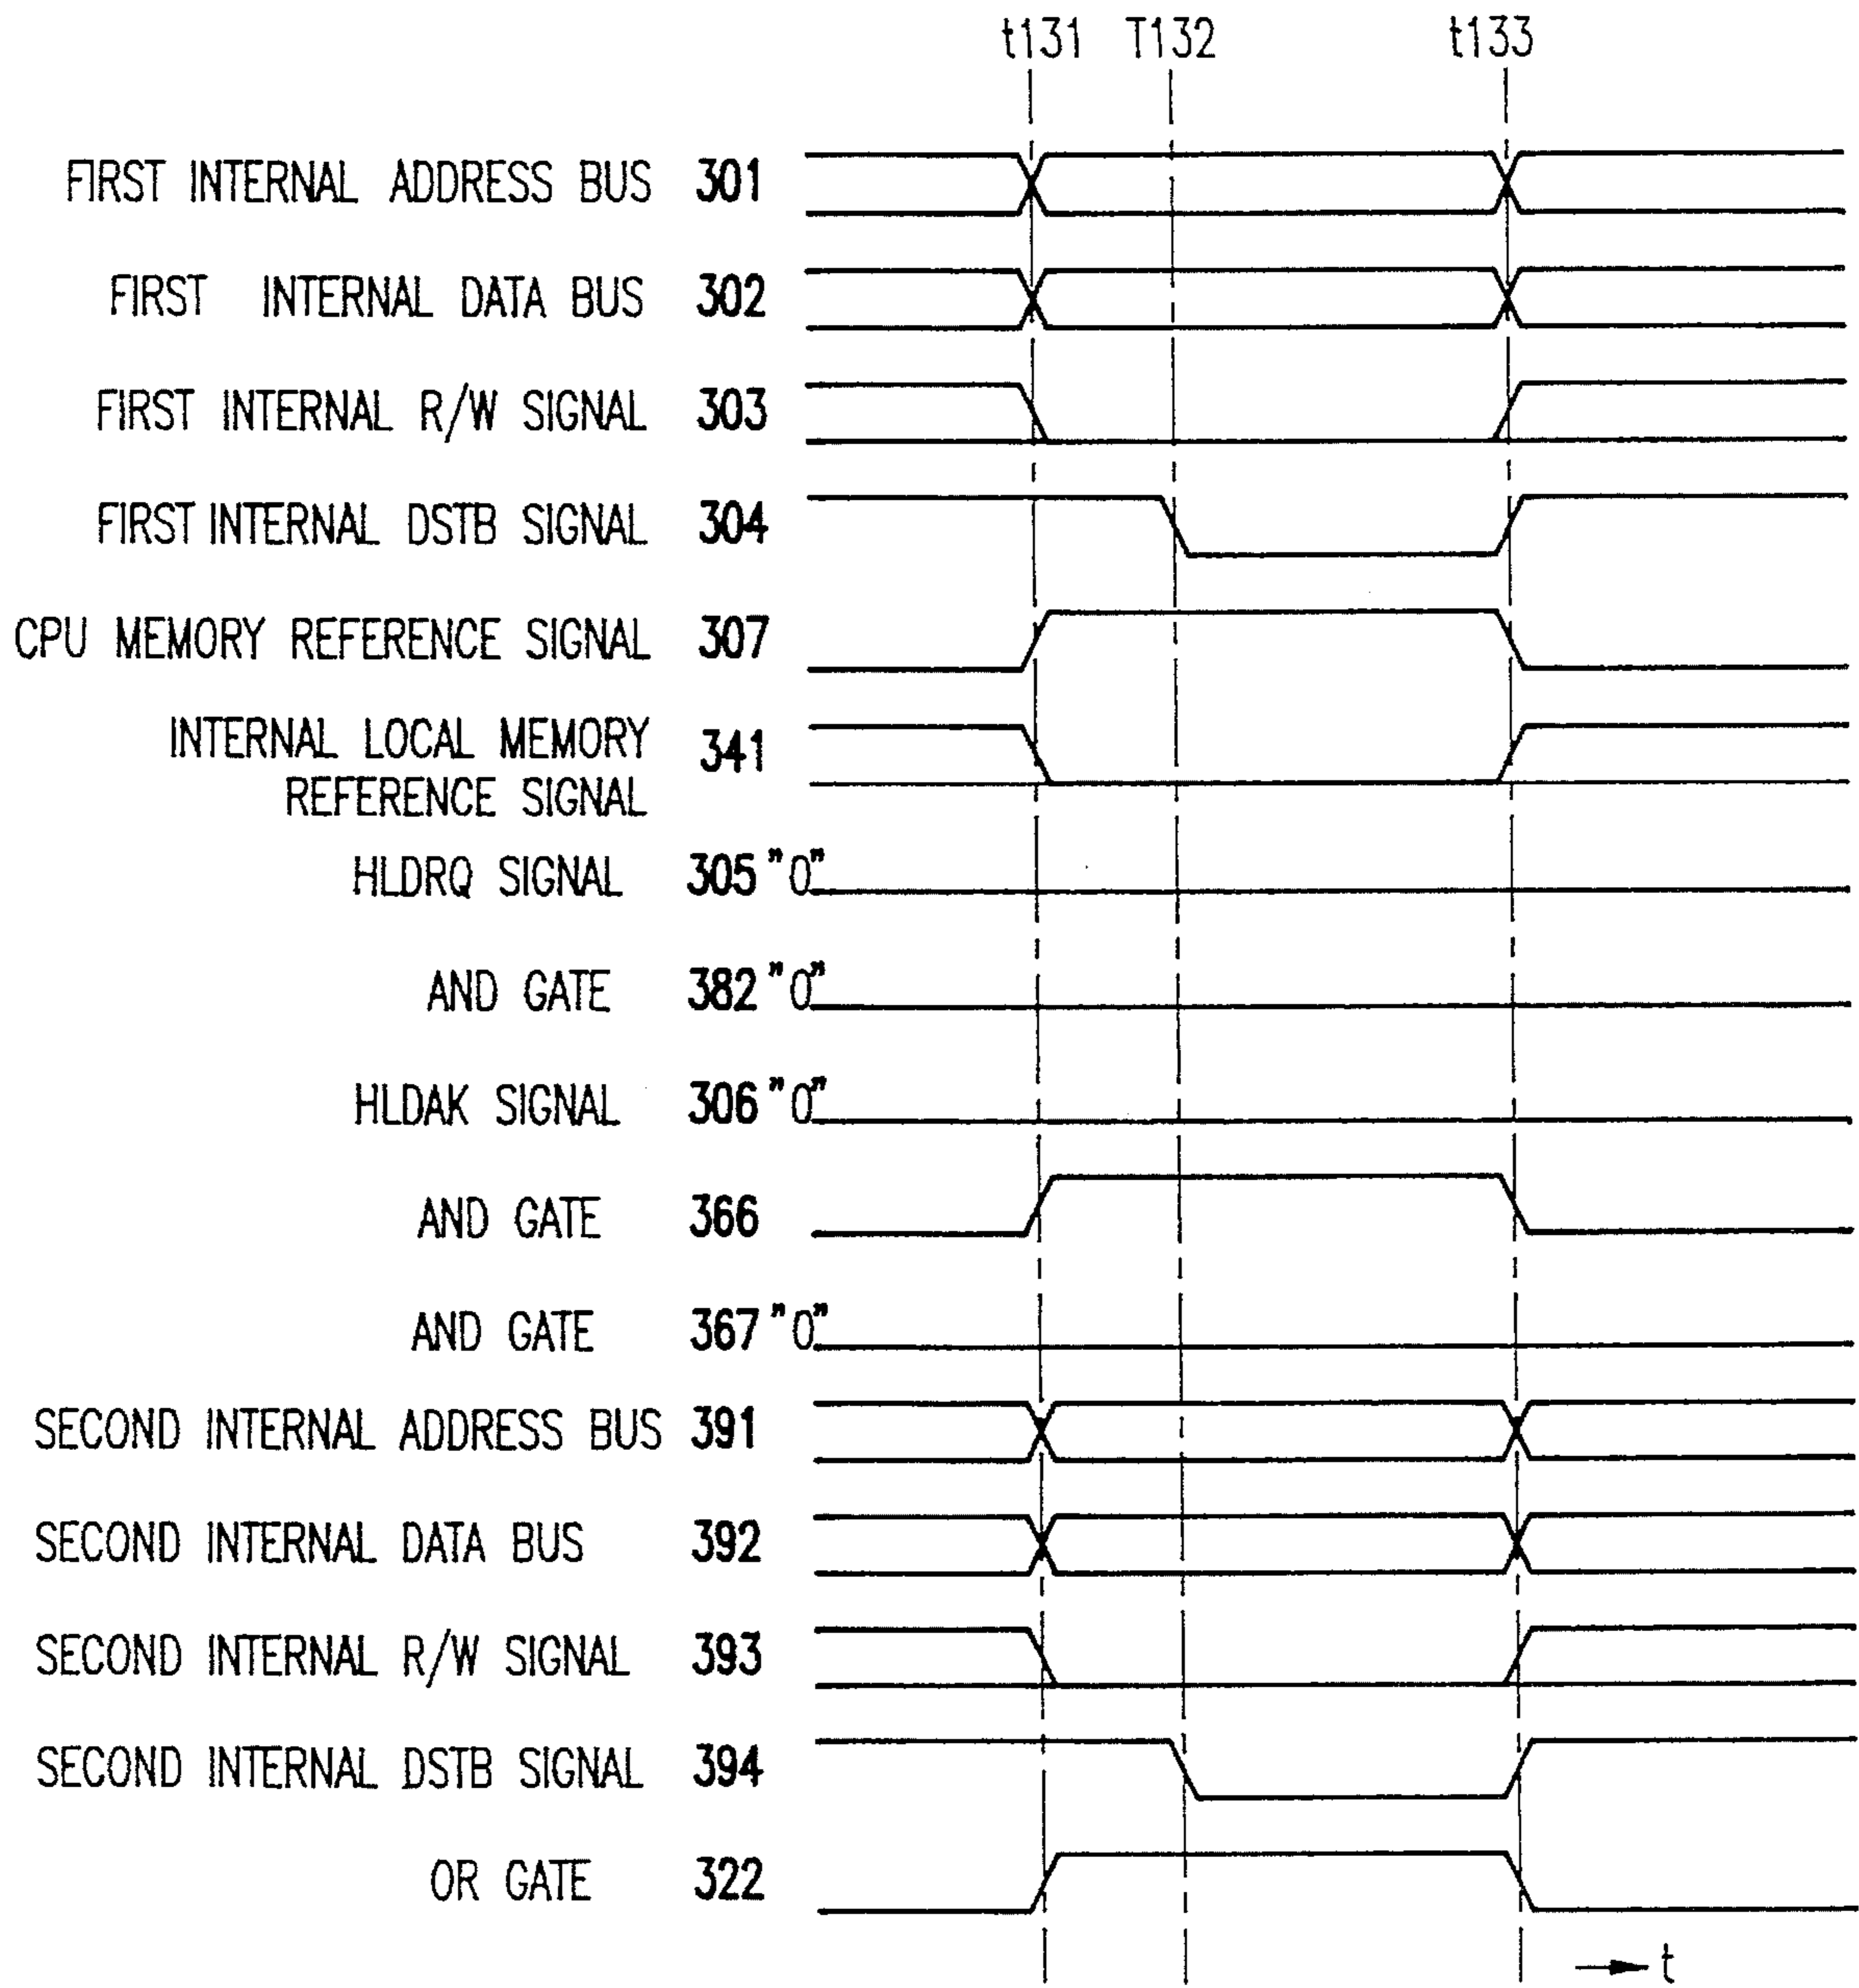 t131 T132 t133
FIRST INTERNAL ADDRESS BUS 301
FIRST INTERNAL DATA BUS 302
FIRST INTERNAL R/W SIGNAL 303
FIRST INTERNAL DSTB SIGNAL 304
CPU MEMORY REFERENCE SIGNAL 307
INTERNAL LOCAL MEMORY
REFERENCE SIGNAL 341
HLDRQ SIGNAL 305 "0"
AND GATE 382 "0"
HLDAK SIGNAL 306 "0"
AND GATE 366
AND GATE 367 "0"
SECOND INTERNAL ADDRESS BUS 391
SECOND INTERNAL DATA BUS 392
SECOND INTERNAL R/W SIGNAL 393
SECOND INTERNAL DSTB SIGNAL 394
OR GATE 322
t